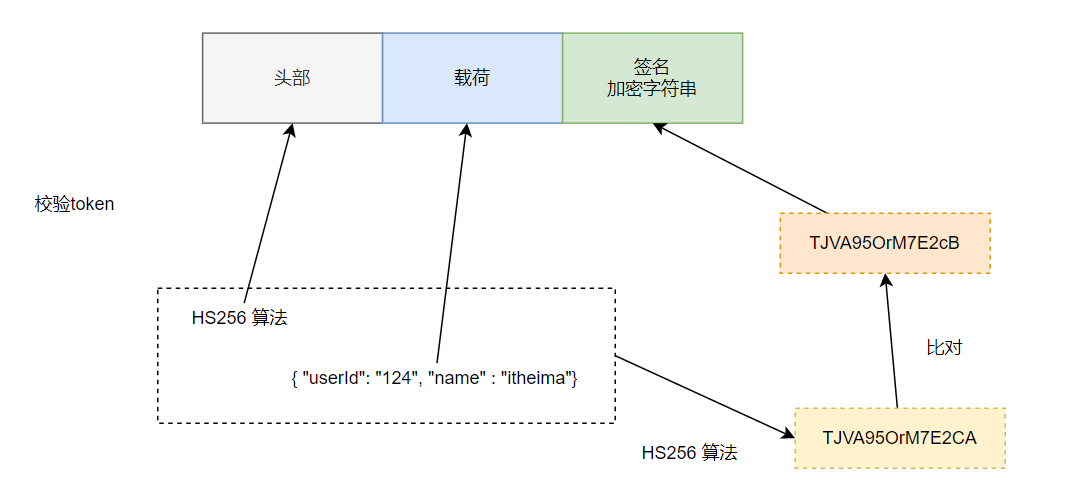 头部
载荷
签名
加密字符串
校验token
TJVA95OrM7E2cB
HS256 算法
比对
{ "userId": "124", "name" : "itheima"}
TJVA95OrM7E2CA
HS256 算法